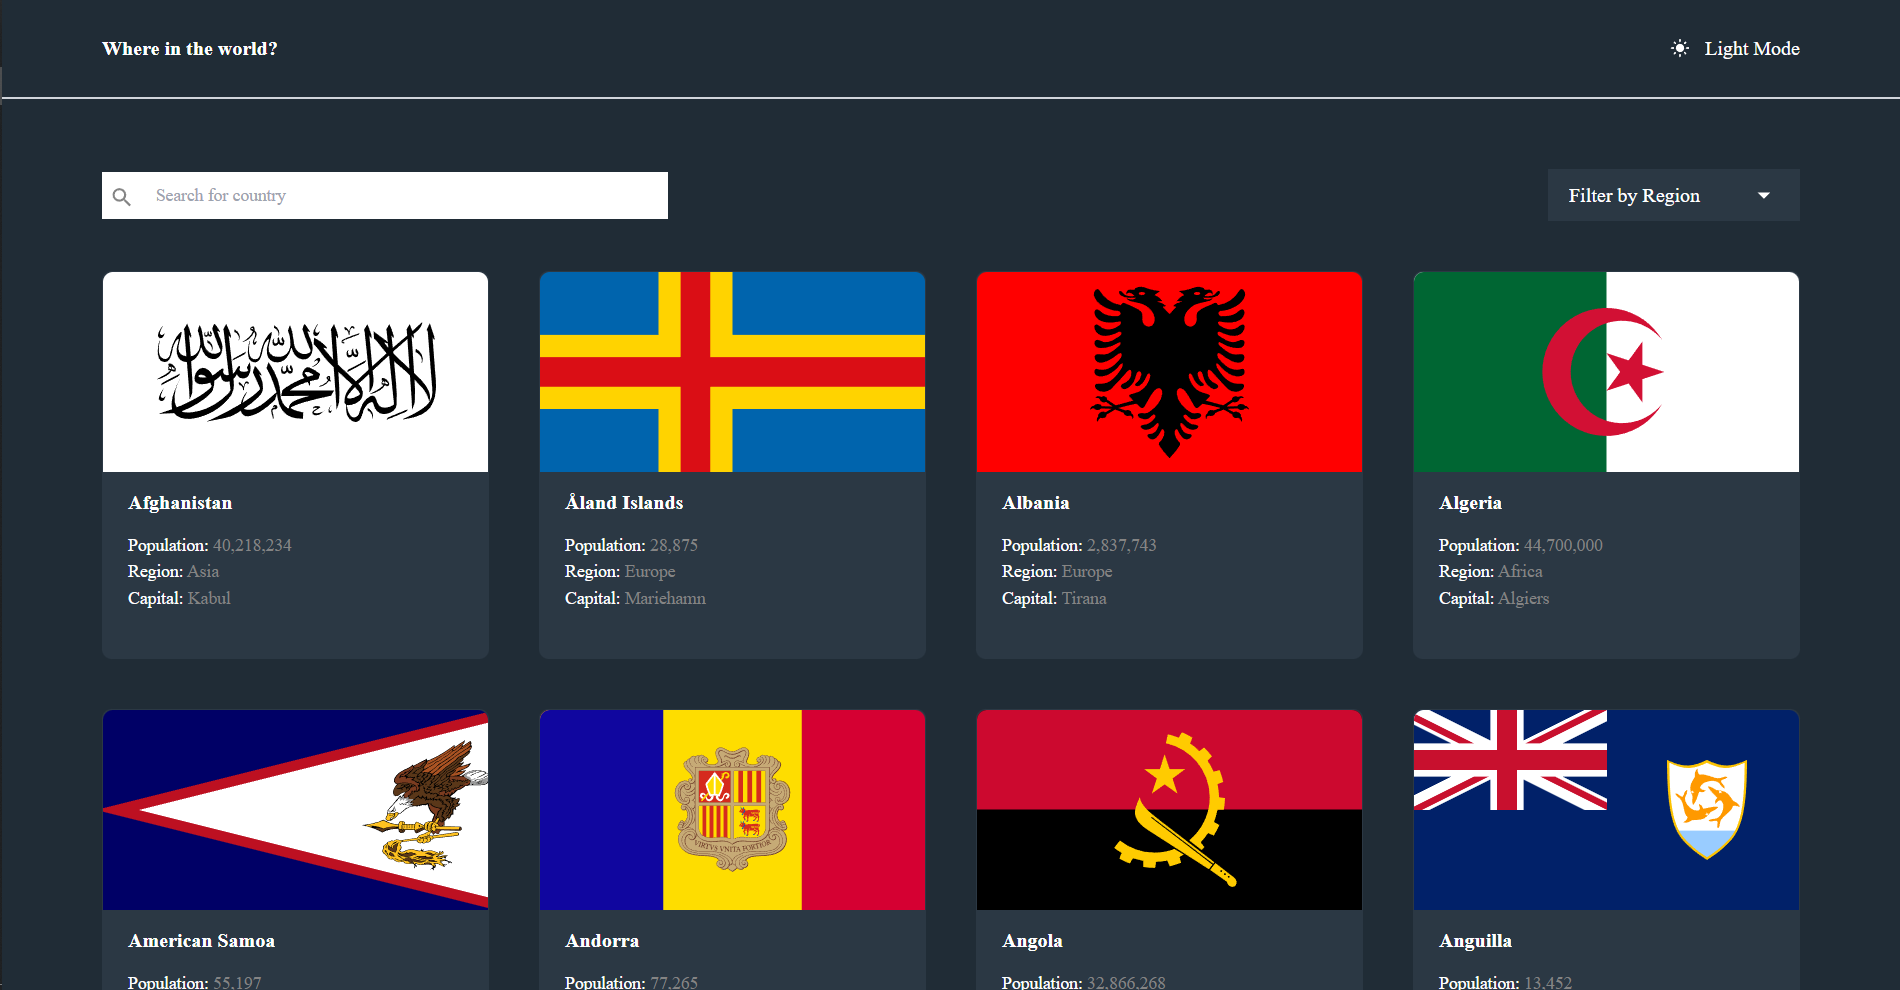 Where in the world?
Light Mode
Search for country
Filter by Region
لا إله إلا الله محمد رسول الله
Afghanistan
Population: 40,218,234
Region: Asia
Capital: Kabul
Åland Islands
Population: 28,875
Region: Europe
Capital: Mariehamn
Albania
Population: 2,837,743
Region: Europe
Capital: Tirana
Algeria
Population: 44,700,000
Region: Africa
Capital: Algiers
VIRTVS VNITA FORTIOR
American Samoa
Population: 55,197
Andorra
Population: 77,265
Angola
Population: 32,866,268
Anguilla
Population: 13,452